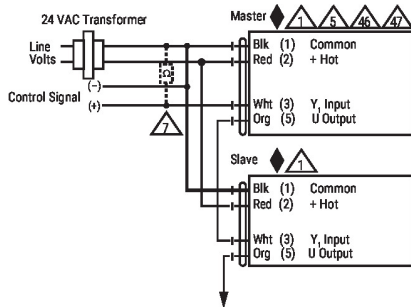 24 VAC Transformer
Master 1 5 46 47
Line Volts
Blk (1) Common
Red (2) + Hot
(–)
Control Signal (+)
Ω
Wht (3) Y1 Input
Org (5) U Output
7
Slave 1
Blk (1) Common
Red (2) + Hot
Wht (3) Y1 Input
Org (5) U Output